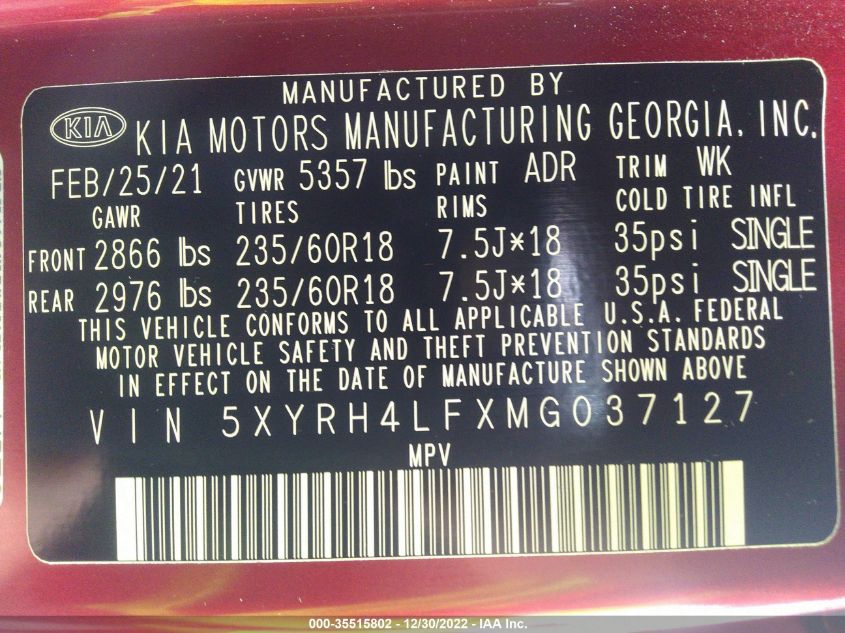 MANUFACTURED BY
KIA KIA MOTORS MANUFACTURING GEORGIA, INC.
FEB/25/21 GVWR 5357 lbs PAINT ADR TRIM WK
GAWR TIRES RIMS COLD TIRE INFL
FRONT 2866 lbs 235/60R18 7.5J*18 35psi SINGLE
REAR 2976 lbs 235/60R18 7.5J*18 35psi SINGLE
THIS VEHICLE CONFORMS TO ALL APPLICABLE U.S.A. FEDERAL
MOTOR VEHICLE SAFETY AND THEFT PREVENTION STANDARDS
IN EFFECT ON THE DATE OF MANUFACTURE SHOWN ABOVE
VIN 5XYRH4LFXMG037127
MPV
000-35515802 - 12/30/2022 - IAA Inc.